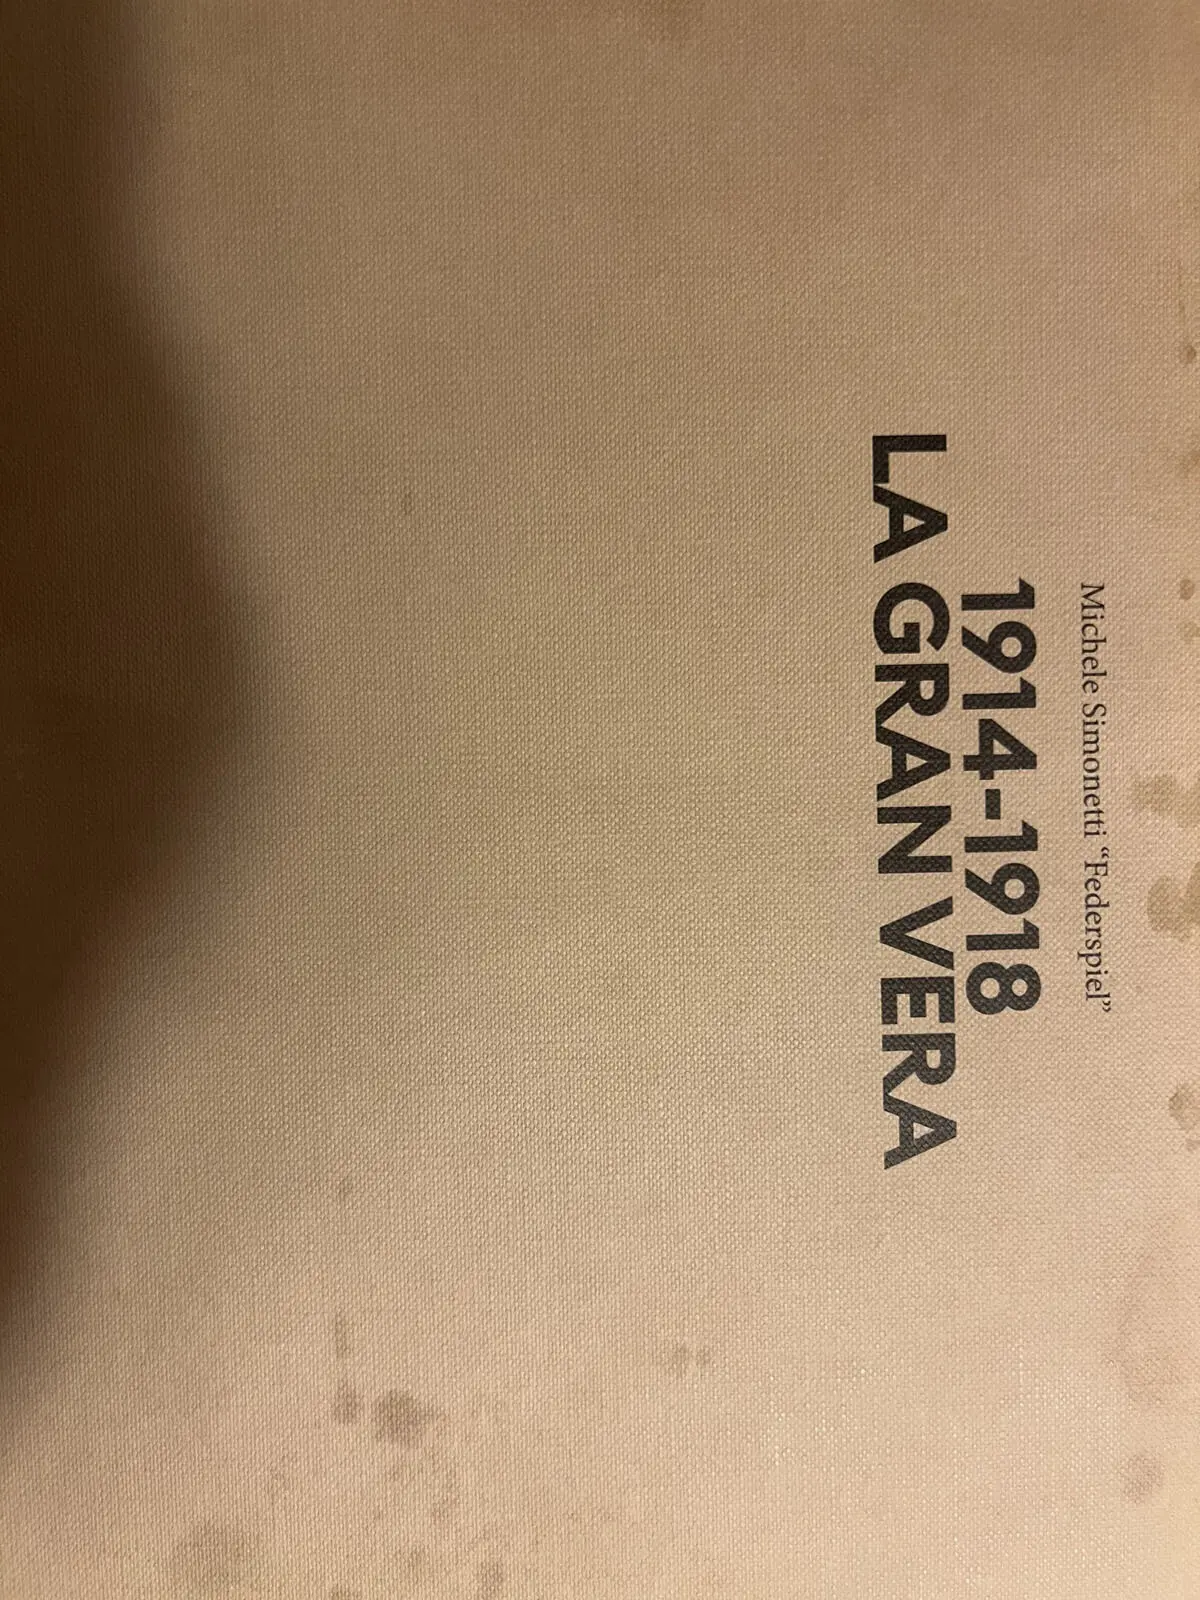 Michele Simonetti “Federspiel”
1914-1918
LA GRAN VERA